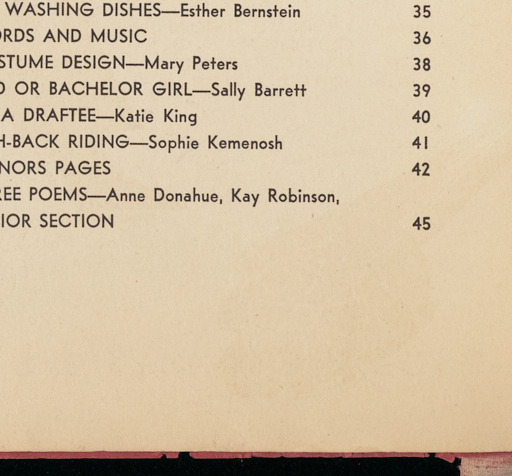 WASHING DISHES—Esther Bernstein 35
ORDS AND MUSIC 36
STUME DESIGN—Mary Peters 38
D OR BACHELOR GIRL—Sally Barrett 39
A DRAFTEE—Katie King 40
H-BACK RIDING—Sophie Kemenosh 41
NORS PAGES 42
REE POEMS—Anne Donahue, Kay Robinson,
IOR SECTION 45